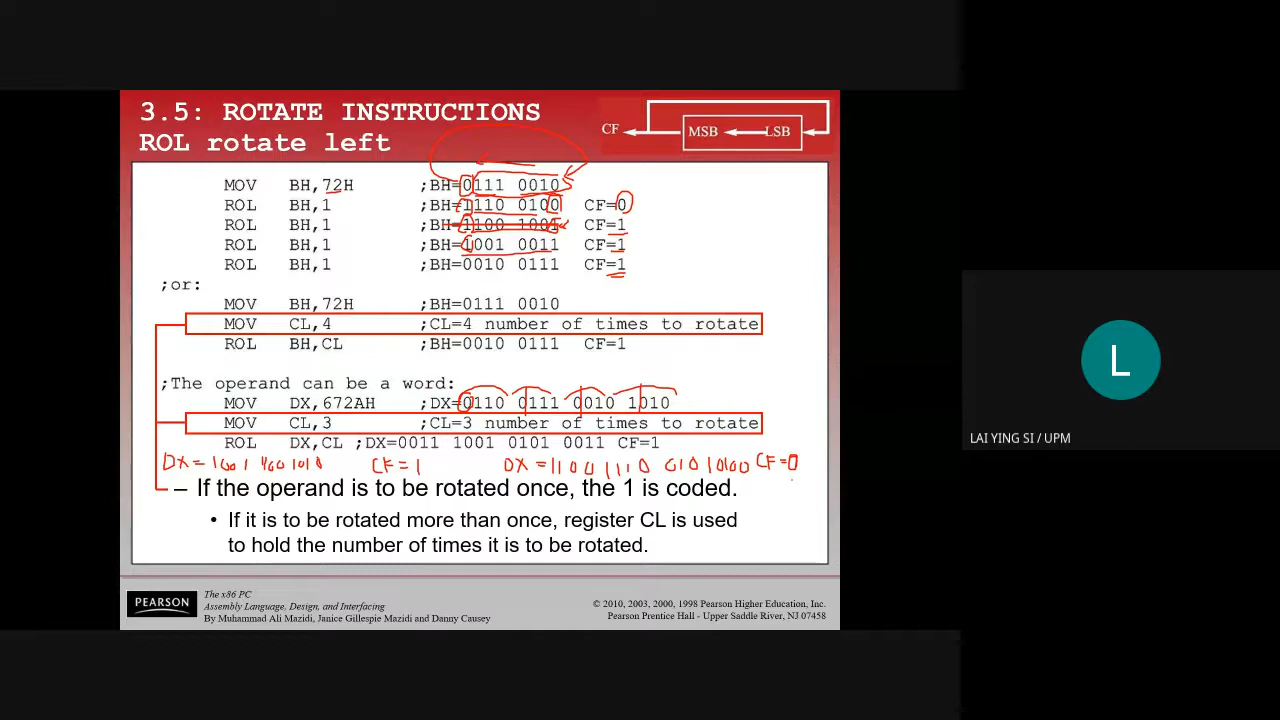 3.5: ROTATE INSTRUCTIONS
ROL rotate left
CF MSB LSB
MOV BH,72H ;BH=0111 0010
ROL BH,1 ;BH=1110 0100 CF=0
ROL BH,1 ;BH=1100 1001 CF=1
ROL BH,1 ;BH=1001 0011 CF=1
ROL BH,1 ;BH=0010 0111 CF=1
;or:
MOV BH,72H ;BH=0111 0010
MOV CL,4 ;CL=4 number of times to rotate
ROL BH,CL ;BH=0010 0111 CF=1
;The operand can be a word:
MOV DX,672AH ;DX=0110 0111 0010 1010
MOV CL,3 ;CL=3 number of times to rotate
ROL DX,CL ;DX=0011 1001 0101 0011 CF=1
DX = 1001 CF = 1 DX = 1100 1110 CF = 0
– If the operand is to be rotated once, the 1 is coded.
• If it is to be rotated more than once, register CL is used
to hold the number of times it is to be rotated.
PEARSON
The x86 PC
Assembly Language, Design, and Interfacing
By Muhammad Ali Mazidi, Janice Gillespie Mazidi and Danny Causey
© 2010, 2003, 2000, 1998 Pearson Higher Education, Inc.
Pearson Prentice Hall - Upper Saddle River, NJ 07458
L
LAI YING SI / UPM